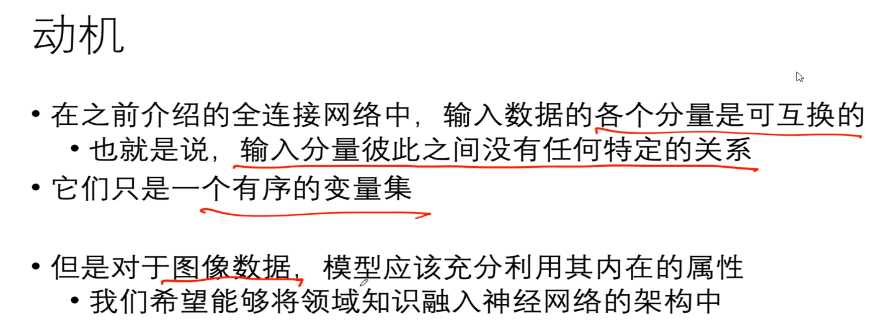 动机
• 在之前介绍的全连接网络中，输入数据的各个分量是可互换的
• 也就是说，输入分量彼此之间没有任何特定的关系
• 它们只是一个有序的变量集
• 但是对于图像数据，模型应该充分利用其内在的属性
• 我们希望能够将领域知识融入神经网络的架构中